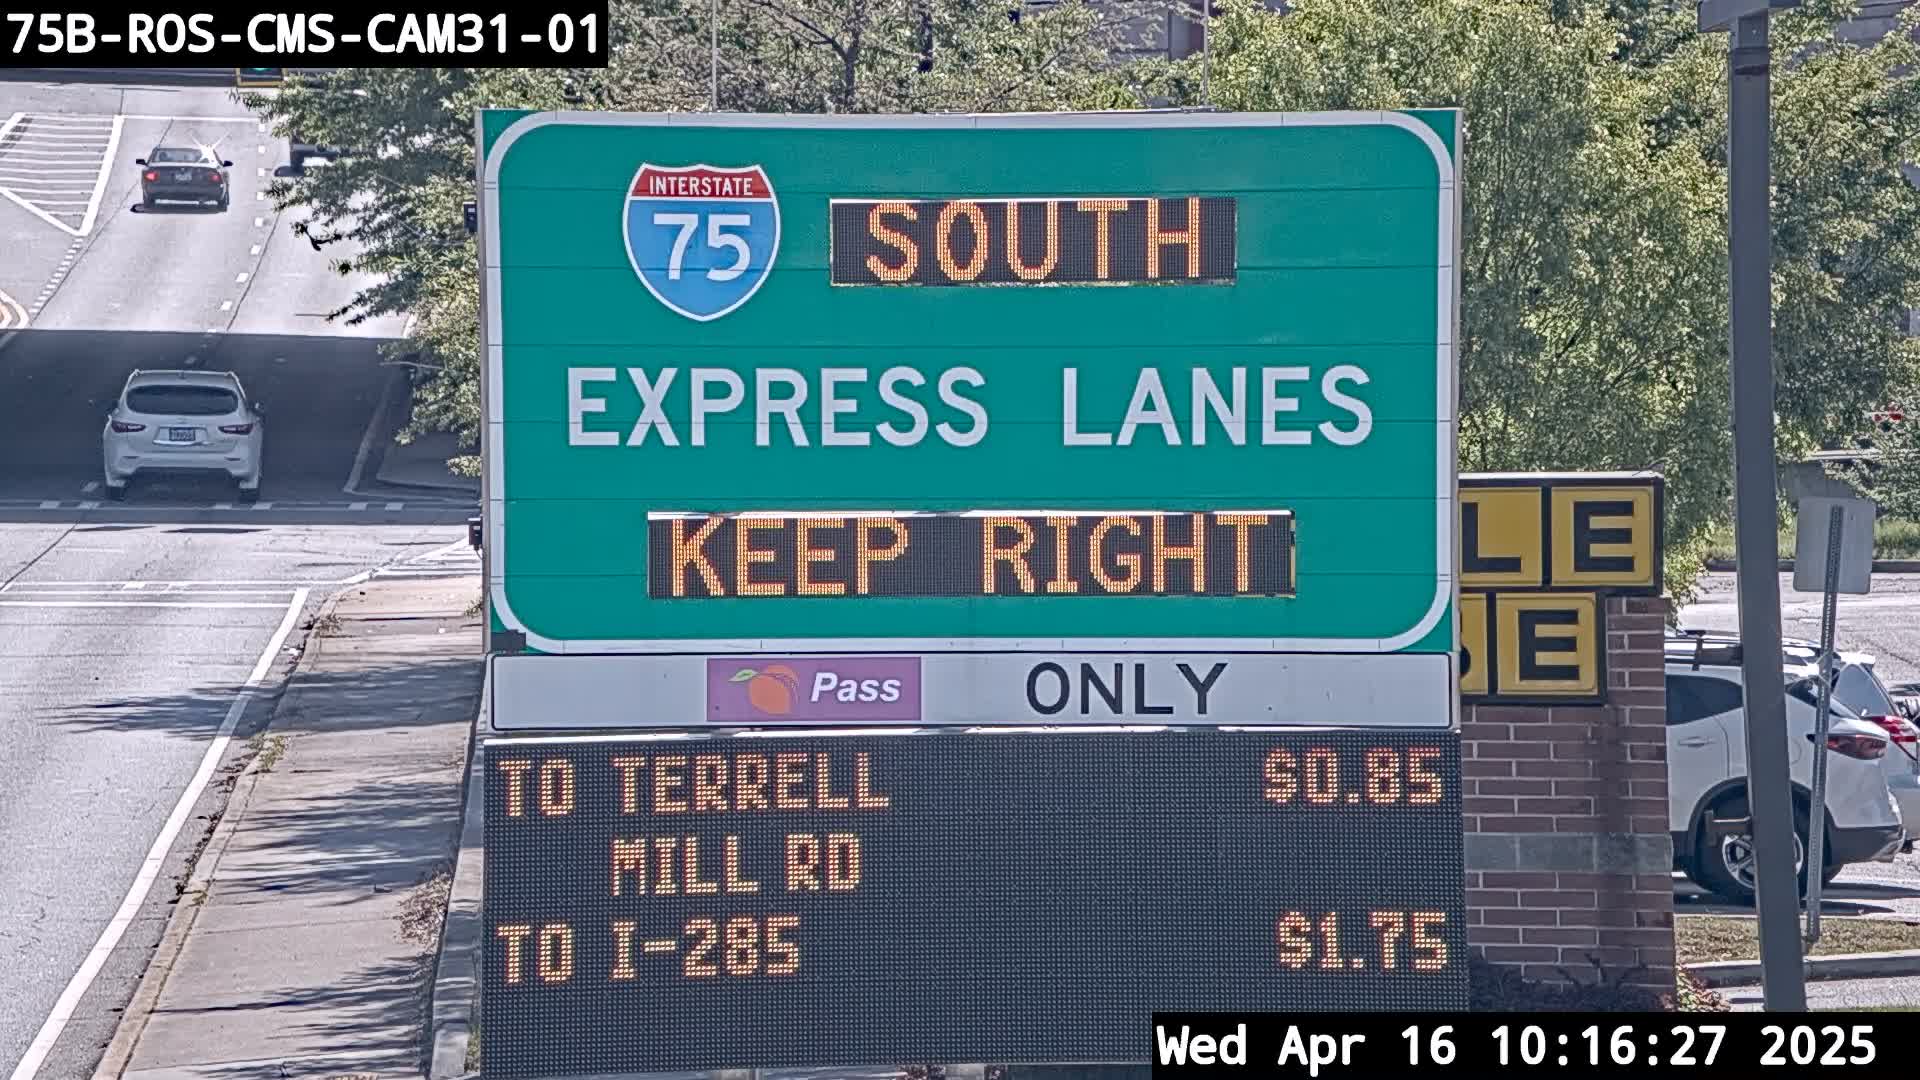 75B-ROS-CMS-CAM31-01
INTERSTATE
75
SOUTH
EXPRESS LANES
KEEP RIGHT
Pass ONLY
TO TERRELL $0.85
MILL RD
TO I-285 $1.75
LE
E
Wed Apr 16 10:16:27 2025